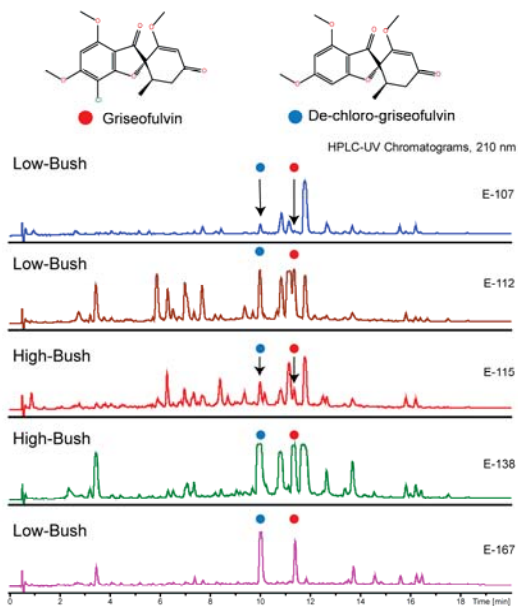 Griseofulvin
De-chloro-griseofulvin
HPLC-UV Chromatograms, 210 nm
Low-Bush
E-107
Low-Bush
E-112
High-Bush
E-115
High-Bush
E-138
Low-Bush
E-167
0 2 4 6 8 10 12 14 16 18 Time [min]